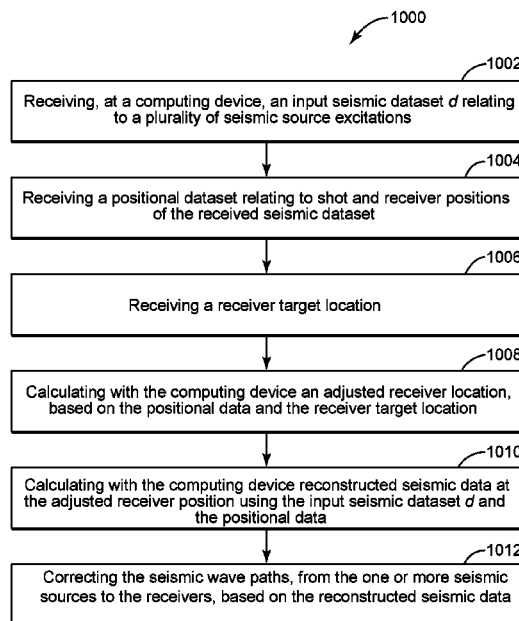 1000
1002
Receiving, at a computing device, an input seismic dataset d relating
to a plurality of seismic source excitations
1004
Receiving a positional dataset relating to shot and receiver positions
of the received seismic dataset
1006
Receiving a receiver target location
1008
Calculating with the computing device an adjusted receiver location,
based on the positional data and the receiver target location
1010
Calculating with the computing device reconstructed seismic data at
the adjusted receiver position using the input seismic dataset d and
the positional data
1012
Correcting the seismic wave paths, from the one or more seismic
sources to the receivers, based on the reconstructed seismic data